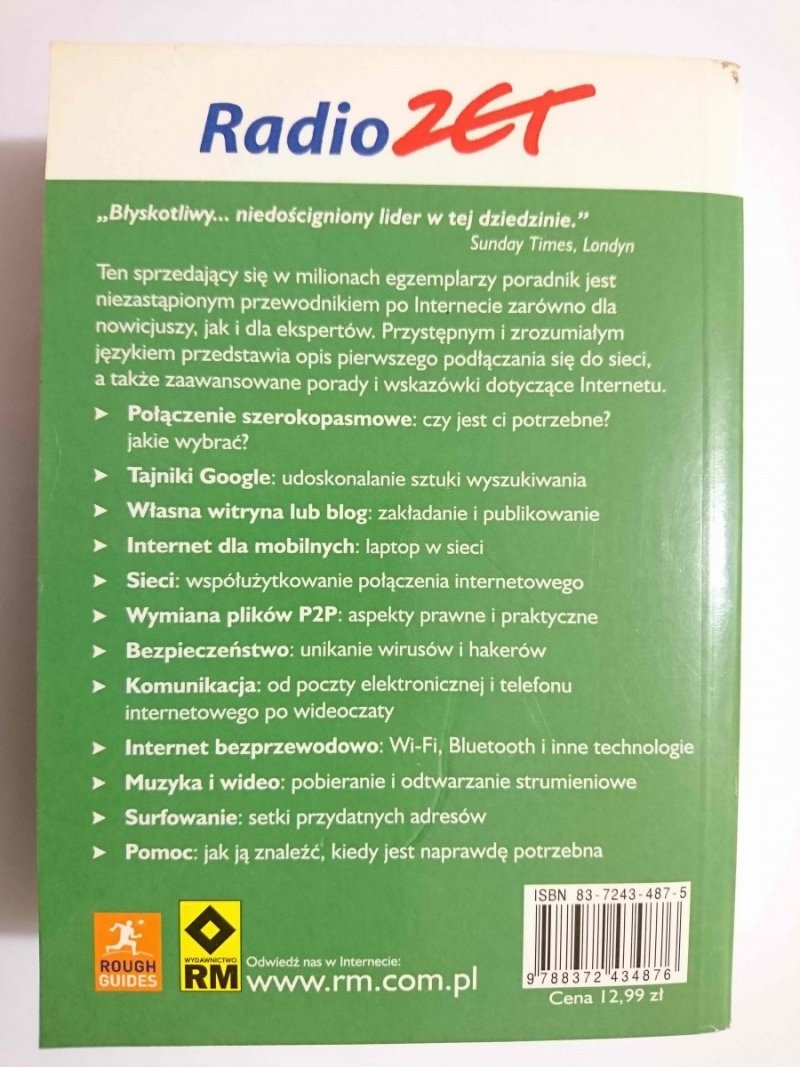 Radio ZET
„Błyskotliwy... niedościgniony lider w tej dziedzinie.”
Sunday Times, Londyn
Ten sprzedający się w milionach egzemplarzy poradnik jest
niezastąpionym przewodnikiem po Internecie zarówno dla
nowicjuszy, jak i dla ekspertów. Przystępnym i zrozumiałym
językiem przedstawia opis pierwszego podłączania się do sieci,
a także zaawansowane porady i wskazówki dotyczące Internetu.
➤ Połączenie szerokopasmowe: czy jest ci potrzebne?
jakie wybrać?
➤ Tajniki Google: udoskonalanie sztuki wyszukiwania
➤ Własna witryna lub blog: zakładanie i publikowanie
➤ Internet dla mobilnych: laptop w sieci
➤ Sieci: współużytkowanie połączenia internetowego
➤ Wymiana plików P2P: aspekty prawne i praktyczne
➤ Bezpieczeństwo: unikanie wirusów i hakerów
➤ Komunikacja: od poczty elektronicznej i telefonu
internetowego po wideoczaty
➤ Internet bezprzewodowo: Wi-Fi, Bluetooth i inne technologie
➤ Muzyka i wideo: pobieranie i odtwarzanie strumieniowe
➤ Surfowanie: setki przydatnych adresów
➤ Pomoc: jak ją znaleźć, kiedy jest naprawdę potrzebna
ROUGH
GUIDES
WYDAWNICTWO
RM
Odwiedź nas w Internecie:
www.rm.com.pl
ISBN 83-7243-487-5
9 788372 434876
Cena 12,99 zł